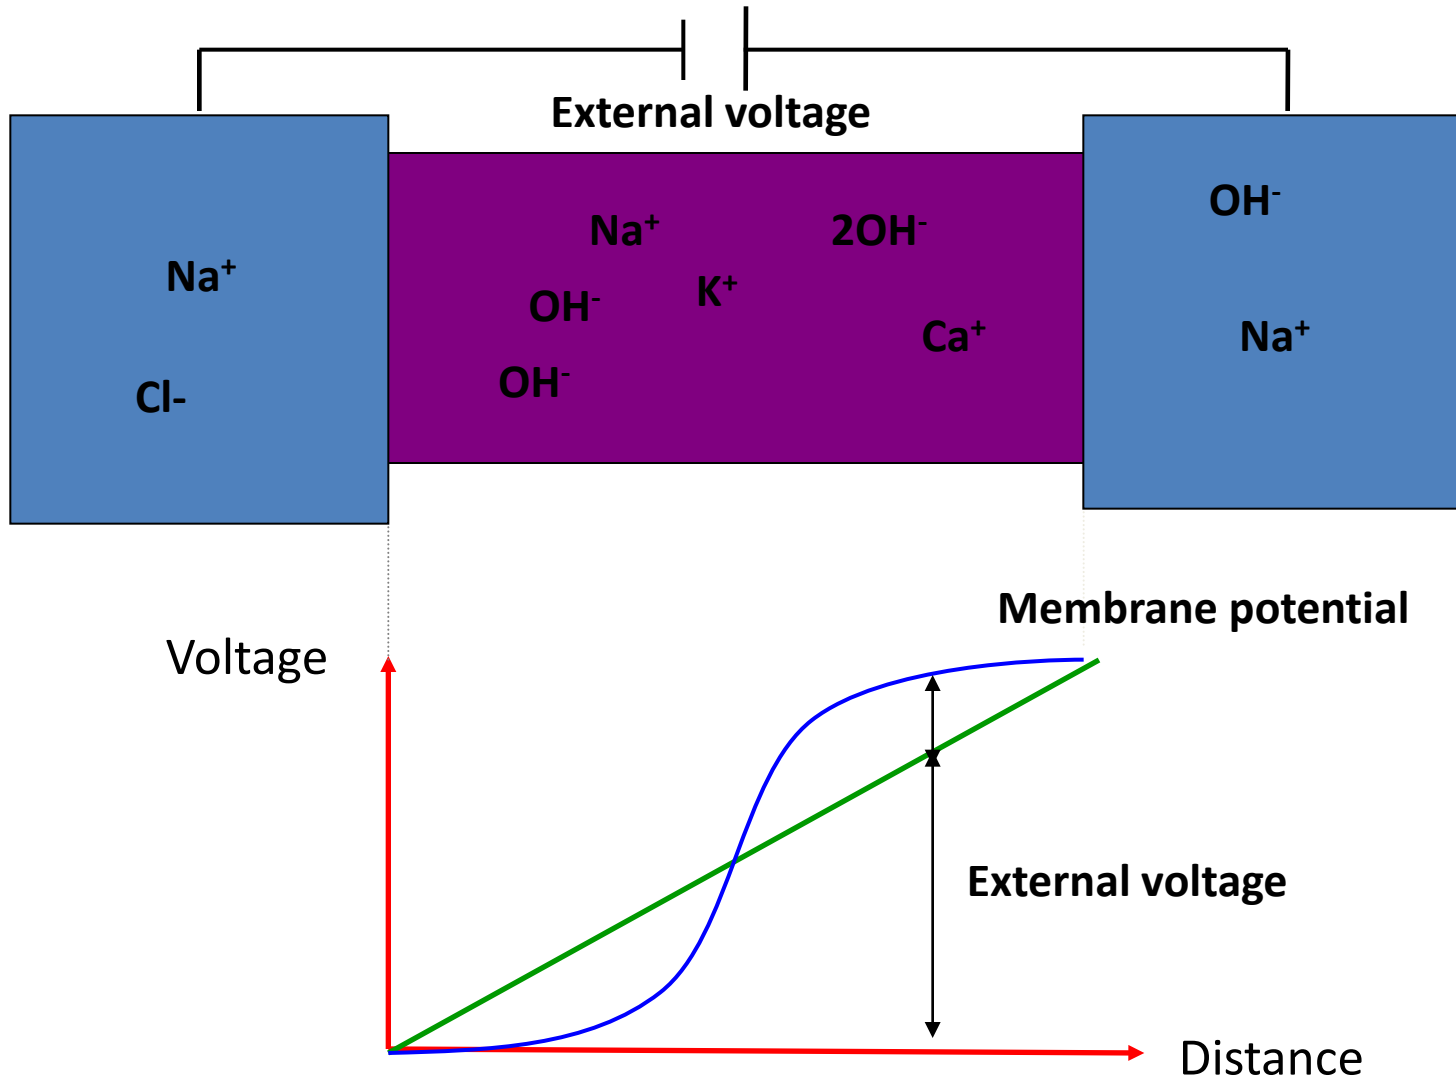 External voltage
OH⁻
Na⁺ 2OH⁻
Na⁺
K⁺
OH⁻
Ca⁺
Na⁺
OH⁻
Cl-
Membrane potential
Voltage
External voltage
Distance